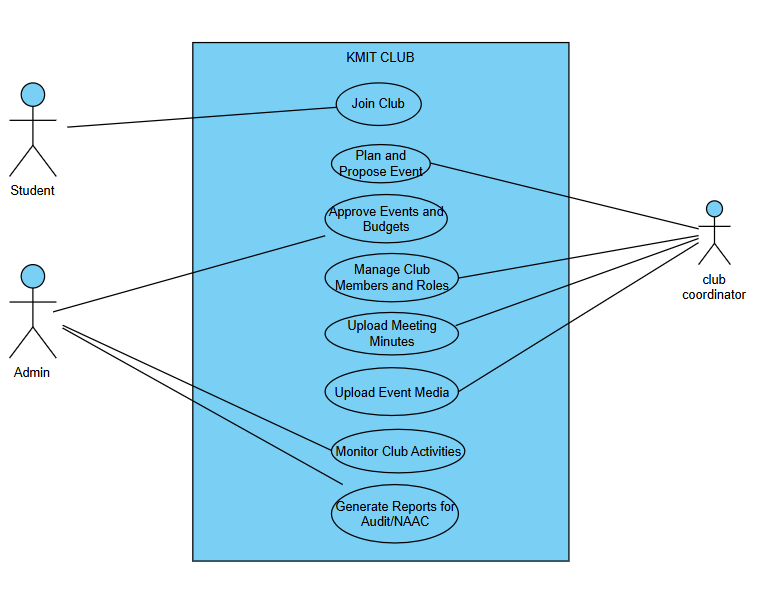 KMIT CLUB
Join Club
Student
Plan and
Propose Event
Approve Events and
Budgets
Manage Club
Members and Roles
club
coordinator
Upload Meeting
Minutes
Admin
Upload Event Media
Monitor Club Activities
Generate Reports for
Audit/NAAC